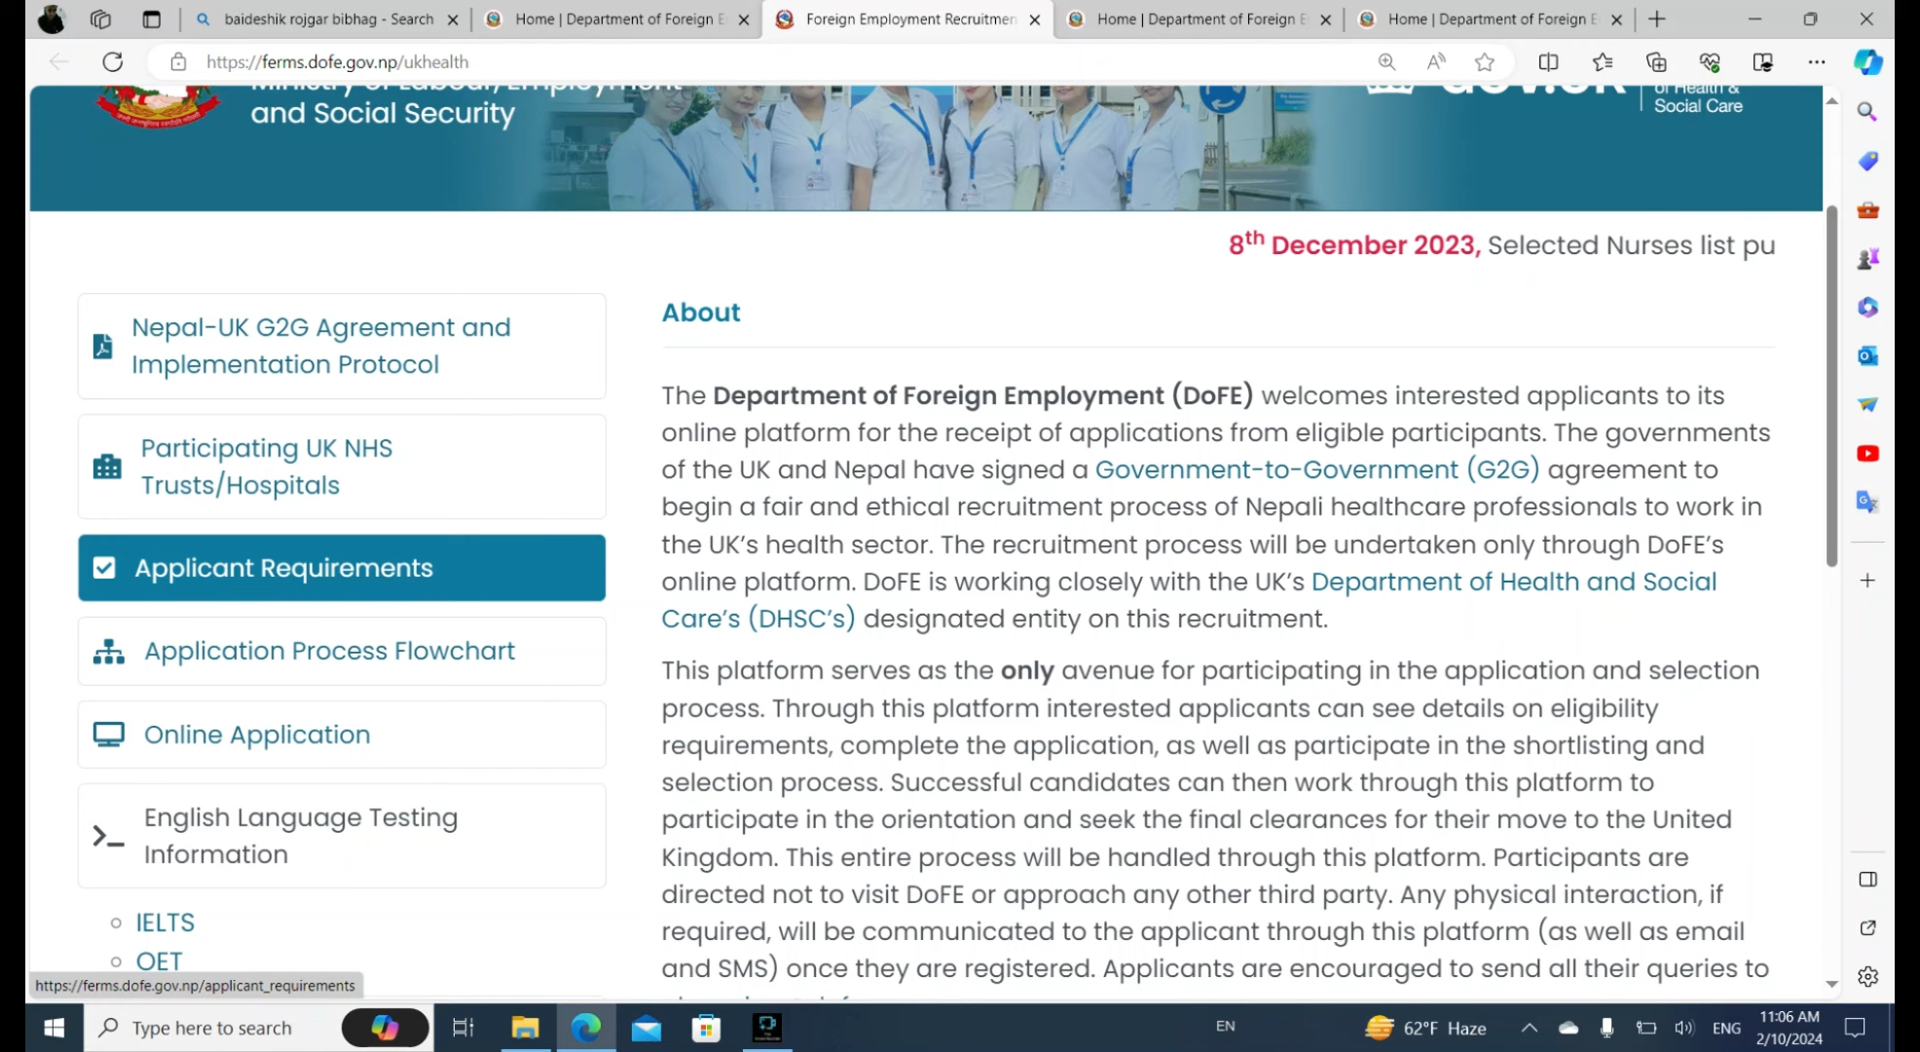 baideshik rojgar bibhag - Search
Home | Department of Foreign E
Foreign Employment Recruitmen
Home | Department of Foreign E
Home | Department of Foreign E
https://ferms.dofe.gov.np/ukhealth
Ministry of Labour, Employment
and Social Security
GOV.UK
of Health &
Social Care
8th December 2023, Selected Nurses list pu
Nepal-UK G2G Agreement and
Implementation Protocol
Participating UK NHS
Trusts/Hospitals
Applicant Requirements
Application Process Flowchart
Online Application
English Language Testing
Information
IELTS
OET
About
The Department of Foreign Employment (DoFE) welcomes interested applicants to its
online platform for the receipt of applications from eligible participants. The governments
of the UK and Nepal have signed a Government-to-Government (G2G) agreement to
begin a fair and ethical recruitment process of Nepali healthcare professionals to work in
the UK's health sector. The recruitment process will be undertaken only through DoFE's
online platform. DoFE is working closely with the UK's Department of Health and Social
Care's (DHSC's) designated entity on this recruitment.
This platform serves as the only avenue for participating in the application and selection
process. Through this platform interested applicants can see details on eligibility
requirements, complete the application, as well as participate in the shortlisting and
selection process. Successful candidates can then work through this platform to
participate in the orientation and seek the final clearances for their move to the United
Kingdom. This entire process will be handled through this platform. Participants are
directed not to visit DoFE or approach any other third party. Any physical interaction, if
required, will be communicated to the applicant through this platform (as well as email
and SMS) once they are registered. Applicants are encouraged to send all their queries to
https://ferms.dofe.gov.np/applicant_requirements
Type here to search
EN
62°F Haze
ENG
11:06 AM
2/10/2024